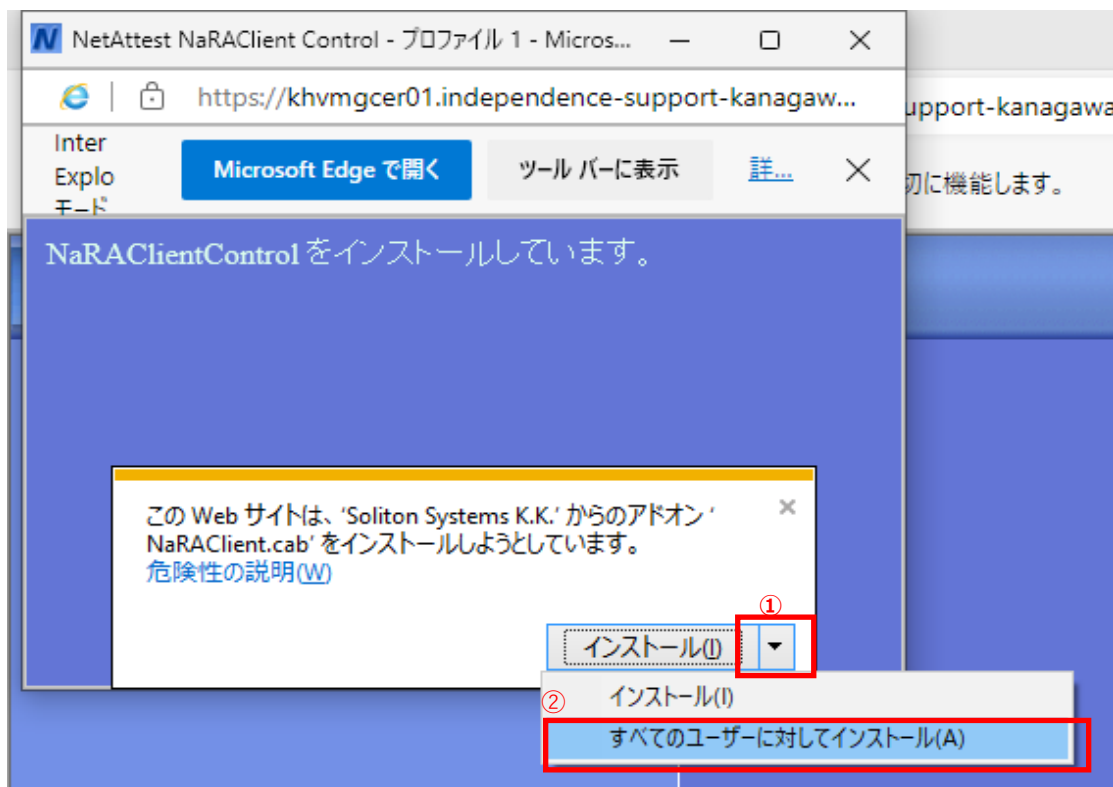 NetAttest NaRAClient Control - プロファイル 1 - Micros...
https://khvmgcer01.independence-support-kanagaw...
upport-kanagawa
Inter
Explo
モード
Microsoft Edge で開く
ツール バーに表示
詳...
切に機能します。
NaRAClientControl をインストールしています。
この Web サイトは、'Soliton Systems K.K.' からのアドオン '
NaRAClient.cab' をインストールしようとしています。
危険性の説明(W)
①
インストール(I)
②
インストール(I)
すべてのユーザーに対してインストール(A)